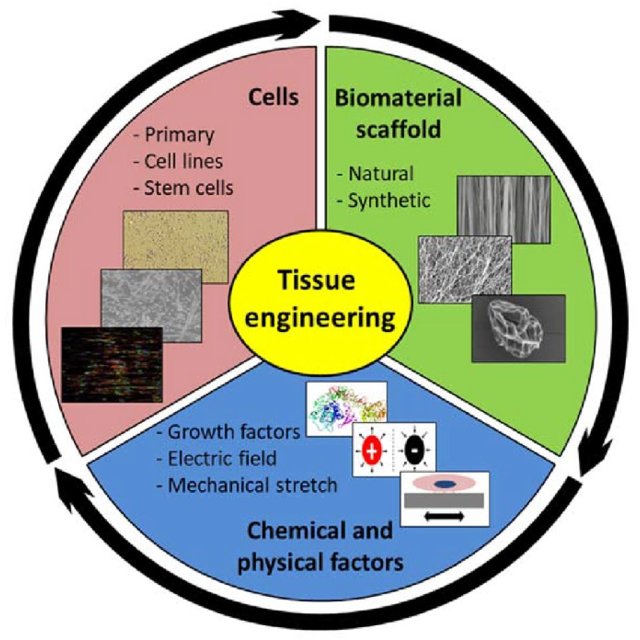 Cells
- Primary
- Cell lines
- Stem cells
Biomaterial
scaffold
- Natural
- Synthetic
Tissue
engineering
- Growth factors
- Electric field
- Mechanical stretch
+
-
Chemical and
physical factors